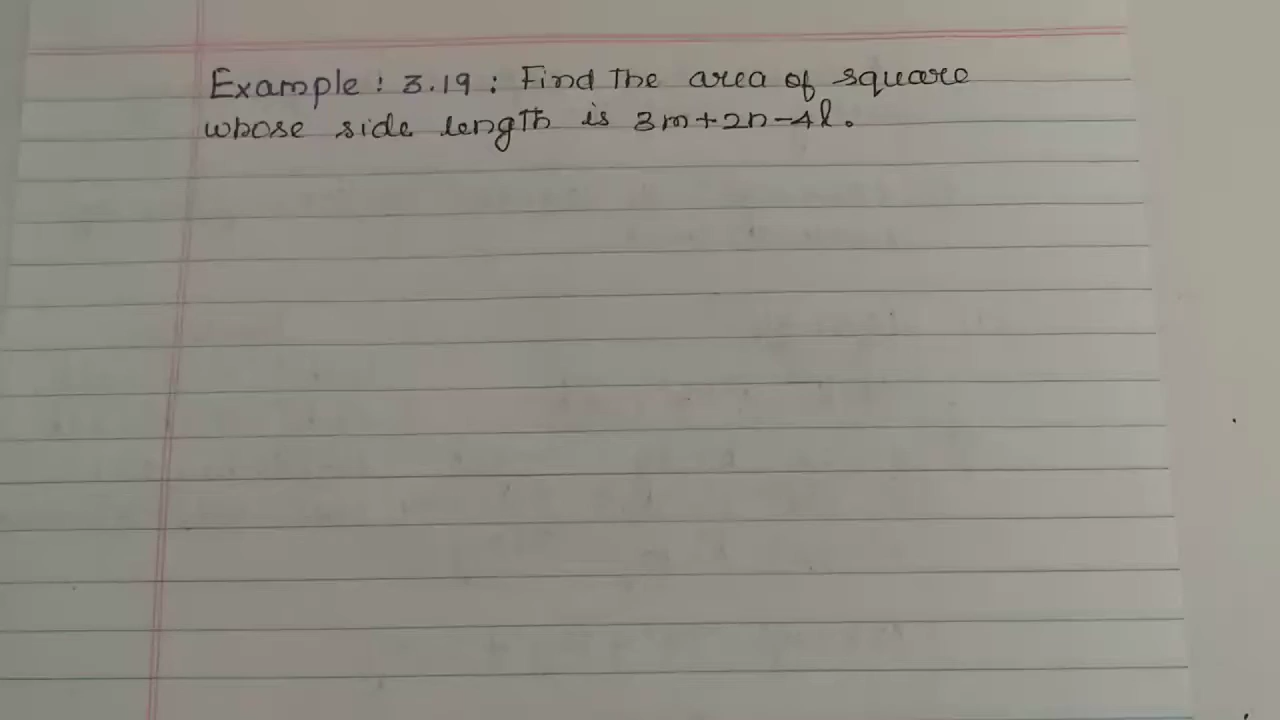 Example: 3.19: Find the area of square
whose side length is 3m+2n-4l.